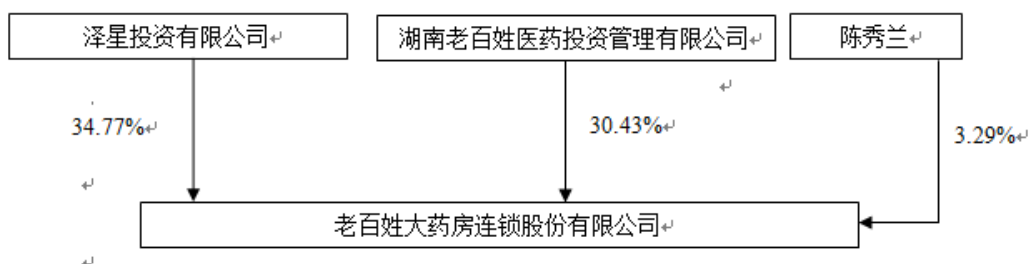 泽星投资有限公司
湖南老百姓医药投资管理有限公司
陈秀兰
34.77%
30.43%
3.29%
老百姓大药房连锁股份有限公司